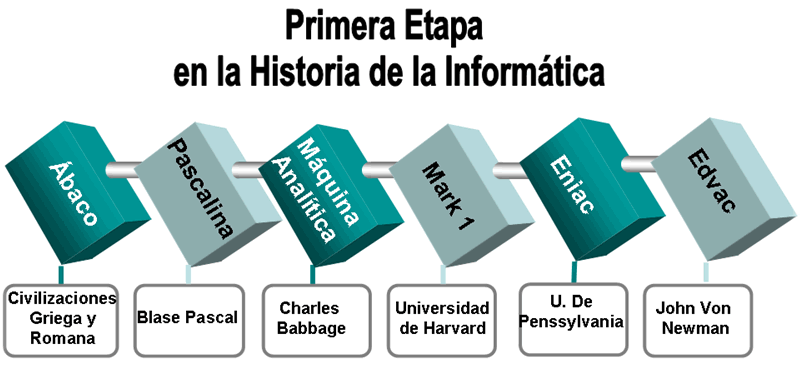 Primera Etapa
en la Historia de la Informática
Ábaco
Pascalina
Máquina
Analítica
Mark 1
Eniac
Edvac
Civilizaciones
Griega y
Romana
Blase Pascal
Charles
Babbage
Universidad
de Harvard
U. De
Penssylvania
John Von
Newman